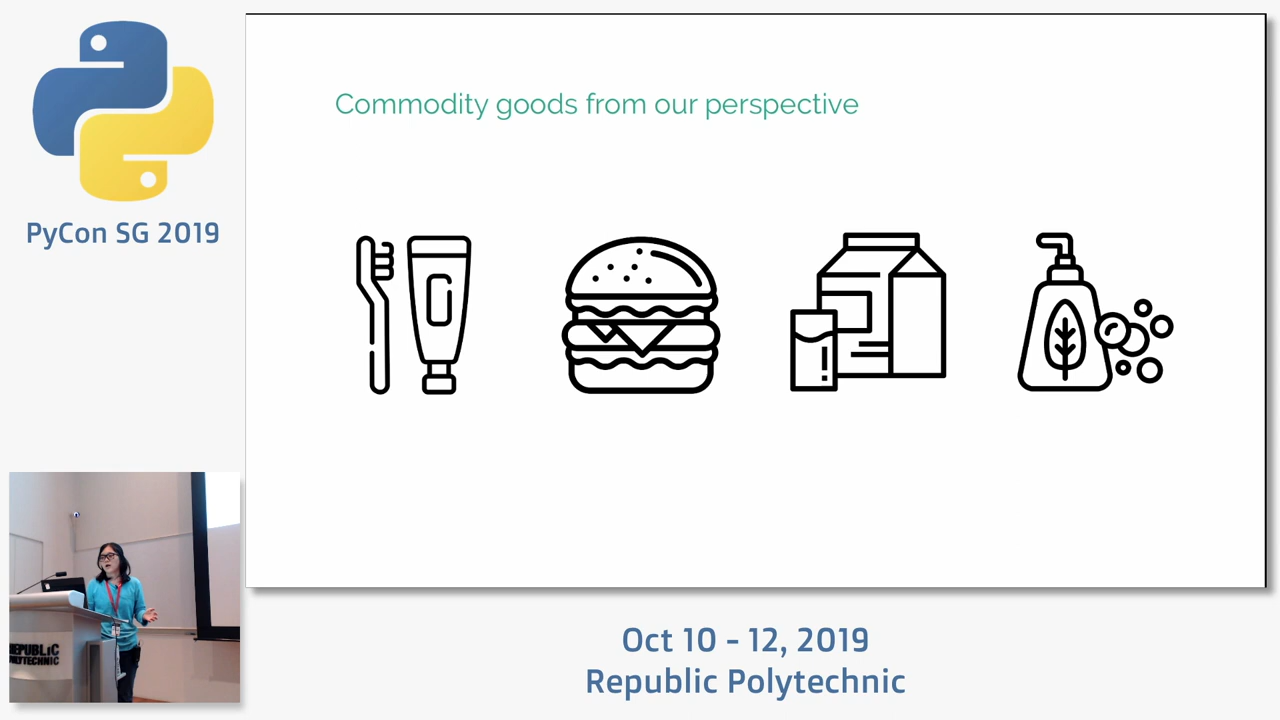 PyCon SG 2019
Commodity goods from our perspective
REPUBLIC
POLYTECHNIC
Oct 10 - 12, 2019
Republic Polytechnic